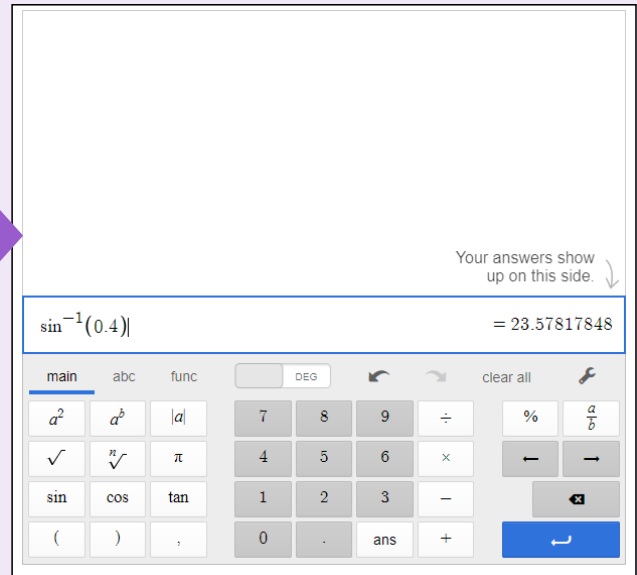 Your answers show
up on this side.
sin⁻¹(0.4) = 23.57817848
main abc func DEG clear all
a² aᵇ |a| 7 8 9 ÷ % a/b
√ ⁿ√ π 4 5 6 × ← →
sin cos tan 1 2 3 −
( ) , 0 . ans +